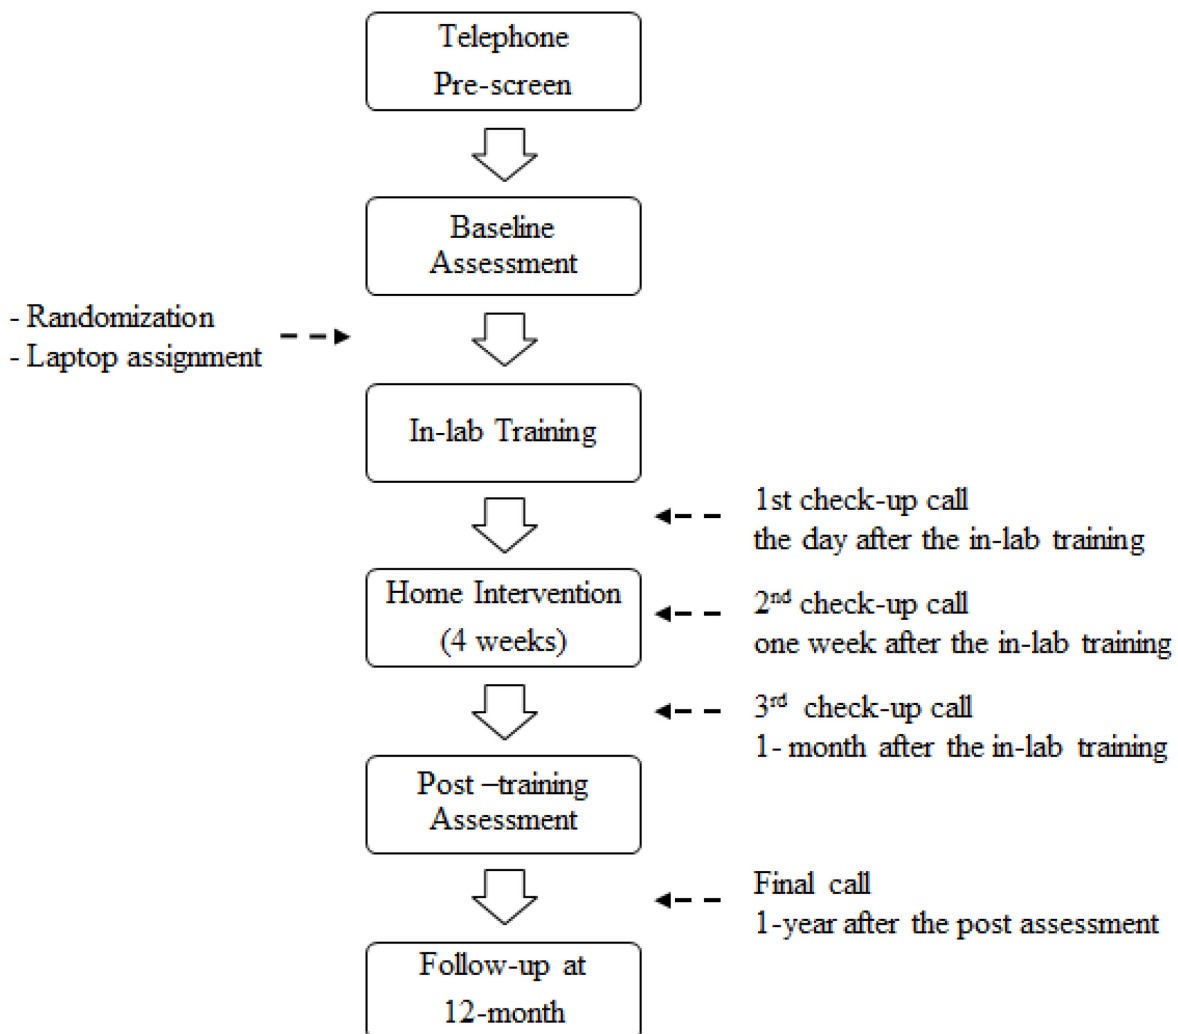 Telephone
Pre-screen
Baseline
Assessment
- Randomization
- Laptop assignment
In-lab Training
1st check-up call
the day after the in-lab training
Home Intervention
(4 weeks)
2nd check-up call
one week after the in-lab training
3rd check-up call
1- month after the in-lab training
Post –training
Assessment
Final call
1-year after the post assessment
Follow-up at
12-month